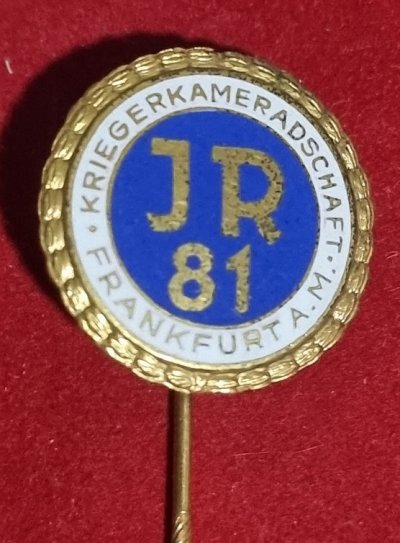 · KRIEGERKAMERADSCHAFT ·
JR
81
FRANKFURT A.M.